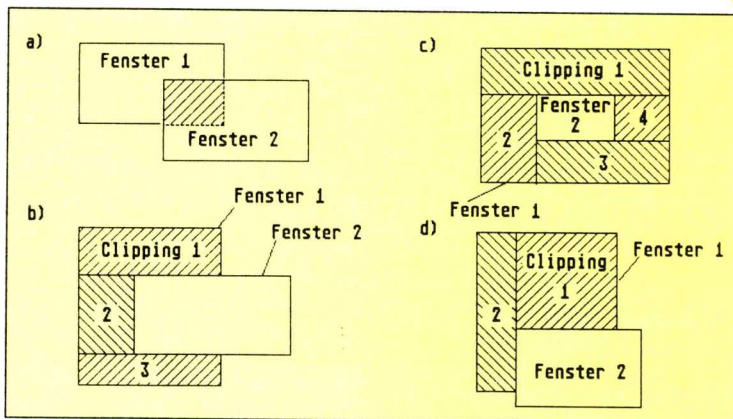 a)
Fenster 1
Fenster 2
b)
Fenster 1
Fenster 2
Clipping 1
2
3
c)
Clipping 1
Fenster
2
4
2
3
Fenster 1
d)
Clipping
1
Fenster 1
2
Fenster 2